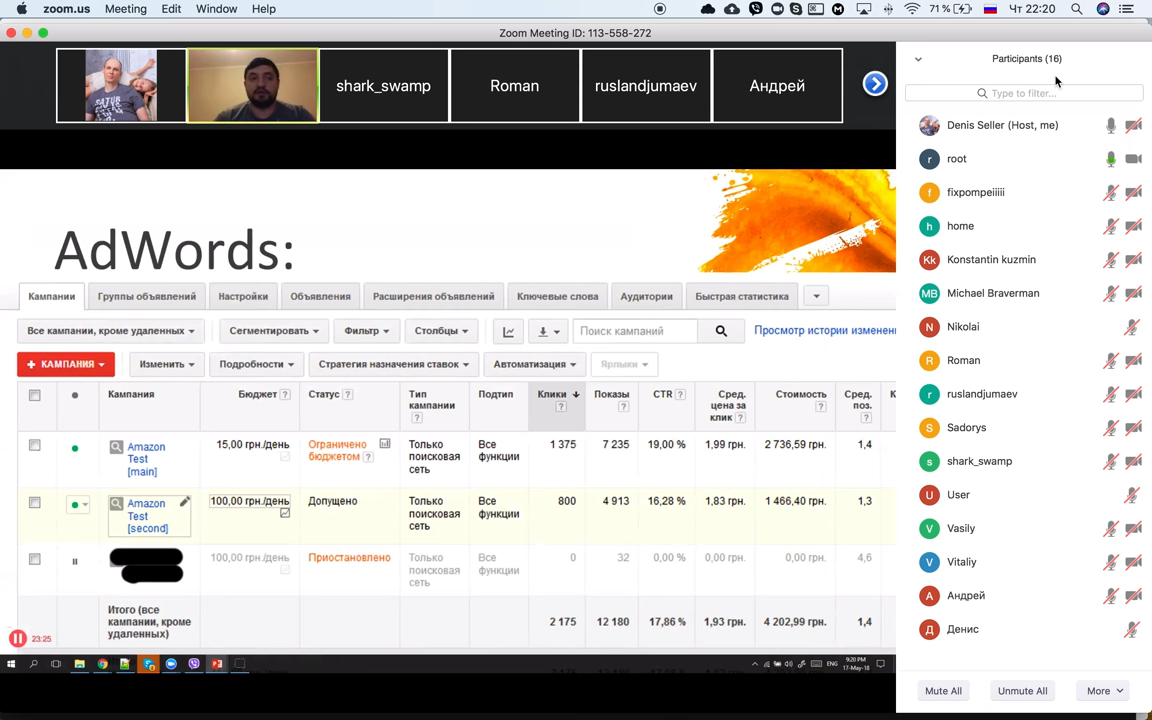 zoom.us Meeting Edit Window Help
71 % Чт 22:20
Zoom Meeting ID: 113-558-272
shark_swamp Roman ruslandjumaev Андрей
AdWords:
Кампании Группы объявлений Настройки Объявления Расширения объявлений Ключевые слова Аудитории Быстрая статистика
Все кампании, кроме удаленных Сегментировать Фильтр Столбцы Поиск кампаний Просмотр истории изменен
+ КАМПАНИЯ Изменить Подробности Стратегия назначения ставок Автоматизация Ярлыки
Кампания Бюджет ? Статус ? Тип кампании ? Подтип Клики ? Показы ? CTR ? Сред. цена за клик ? Стоимость ? Сред. поз. ? К
Amazon Test [main] 15,00 грн./день Ограничено бюджетом ? Только поисковая сеть Все функции 1 375 7 235 19,00 % 1,99 грн. 2 736,59 грн. 1,4
Amazon Test [second] 100,00 грн./день Допущено Только поисковая сеть Все функции 800 4 913 16,28 % 1,83 грн. 1 466,40 грн. 1,3
100,00 грн./день Приостановлено Только поисковая сеть Все функции 0 32 0,00 % 0,00 грн. 0,00 грн. 4,6
Итого (все кампании, кроме удаленных) 2 175 12 180 17,86 % 1,93 грн. 4 202,99 грн. 1,4
23:25
ENG 9:20 PM 17-May-18
Participants (16)
Type to filter...
Denis Seller (Host, me)
r root
f fixpompeiiiii
h home
Kk Konstantin kuzmin
MB Michael Braverman
N Nikolai
R Roman
r ruslandjumaev
S Sadorys
s shark_swamp
U User
V Vasily
V Vitaliy
А Андрей
Д Денис
Mute All Unmute All More